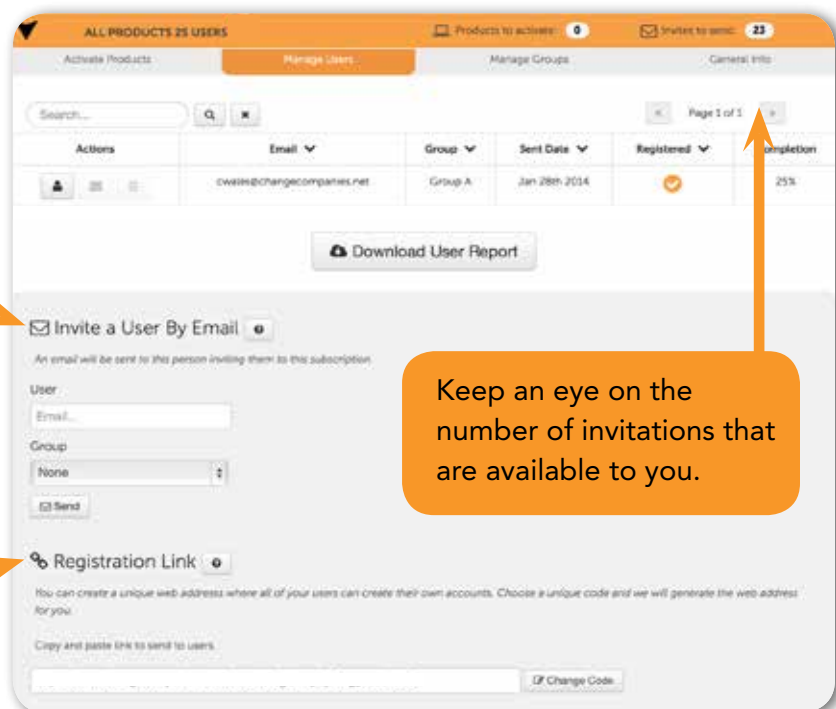 ALL PRODUCTS 25 USERS
Products to activate: 0
Invites to send: 23
Activate Products
Manage Users
Manage Groups
General Info
Search...
Page 1 of 1
Actions
Email
Group
Sent Date
Registered
ompletion
cwales@changecompanies.net
Group A
Jan 28th 2014
25%
Download User Report
Invite a User By Email
An email will be sent to this person inviting them to this subscription
User
Email...
Group
None
Send
Keep an eye on the
number of invitations that
are available to you.
Registration Link
You can create a unique web address where all of your users can create their own accounts. Choose a unique code and we will generate the web address
for you.
Copy and paste link to send to users.
Change Code